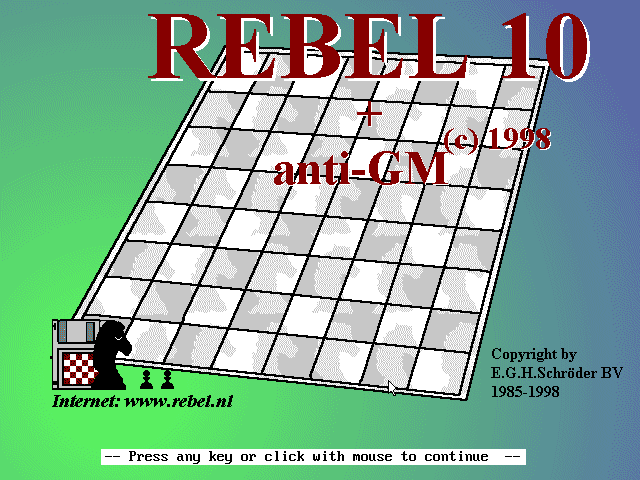 REBEL 10
+
(c) 1998
anti-GM
Copyright by
E.G.H.Schröder BV
1985-1998
Internet: www.rebel.nl
-- Press any key or click with mouse to continue --